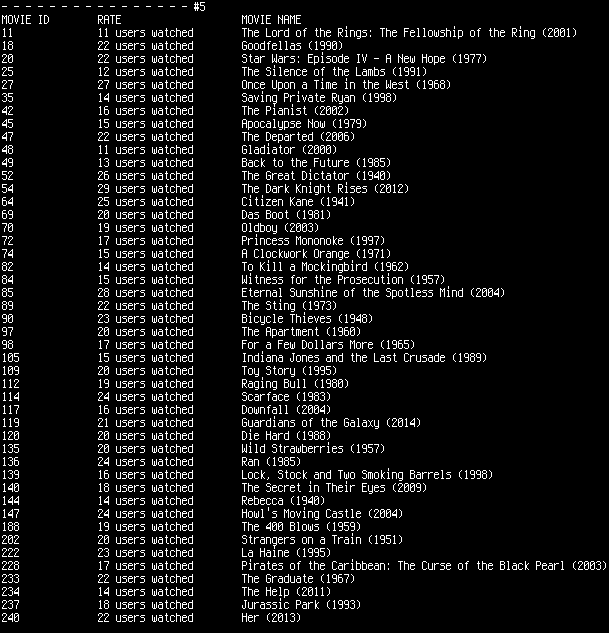 - - - - - - - - - - - - - - - - - #5
MOVIE ID RATE MOVIE NAME
11 11 users watched The Lord of the Rings: The Fellowship of the Ring (2001)
18 22 users watched Goodfellas (1990)
20 22 users watched Star Wars: Episode IV - A New Hope (1977)
25 12 users watched The Silence of the Lambs (1991)
27 27 users watched Once Upon a Time in the West (1968)
35 14 users watched Saving Private Ryan (1998)
42 16 users watched The Pianist (2002)
45 15 users watched Apocalypse Now (1979)
47 22 users watched The Departed (2006)
48 11 users watched Gladiator (2000)
49 13 users watched Back to the Future (1985)
52 26 users watched The Great Dictator (1940)
54 29 users watched The Dark Knight Rises (2012)
64 25 users watched Citizen Kane (1941)
69 20 users watched Das Boot (1981)
70 19 users watched Oldboy (2003)
72 17 users watched Princess Mononoke (1997)
74 15 users watched A Clockwork Orange (1971)
82 14 users watched To Kill a Mockingbird (1962)
84 15 users watched Witness for the Prosecution (1957)
85 28 users watched Eternal Sunshine of the Spotless Mind (2004)
89 22 users watched The Sting (1973)
90 23 users watched Bicycle Thieves (1948)
97 20 users watched The Apartment (1960)
98 17 users watched For a Few Dollars More (1965)
105 15 users watched Indiana Jones and the Last Crusade (1989)
109 20 users watched Toy Story (1995)
112 19 users watched Raging Bull (1980)
114 24 users watched Scarface (1983)
117 16 users watched Downfall (2004)
119 21 users watched Guardians of the Galaxy (2014)
120 20 users watched Die Hard (1988)
135 20 users watched Wild Strawberries (1957)
136 24 users watched Ran (1985)
139 16 users watched Lock, Stock and Two Smoking Barrels (1998)
140 18 users watched The Secret in Their Eyes (2009)
144 14 users watched Rebecca (1940)
147 24 users watched Howl's Moving Castle (2004)
188 19 users watched The 400 Blows (1959)
202 20 users watched Strangers on a Train (1951)
222 23 users watched La Haine (1995)
228 17 users watched Pirates of the Caribbean: The Curse of the Black Pearl (2003)
233 22 users watched The Graduate (1967)
234 14 users watched The Help (2011)
237 18 users watched Jurassic Park (1993)
240 22 users watched Her (2013)